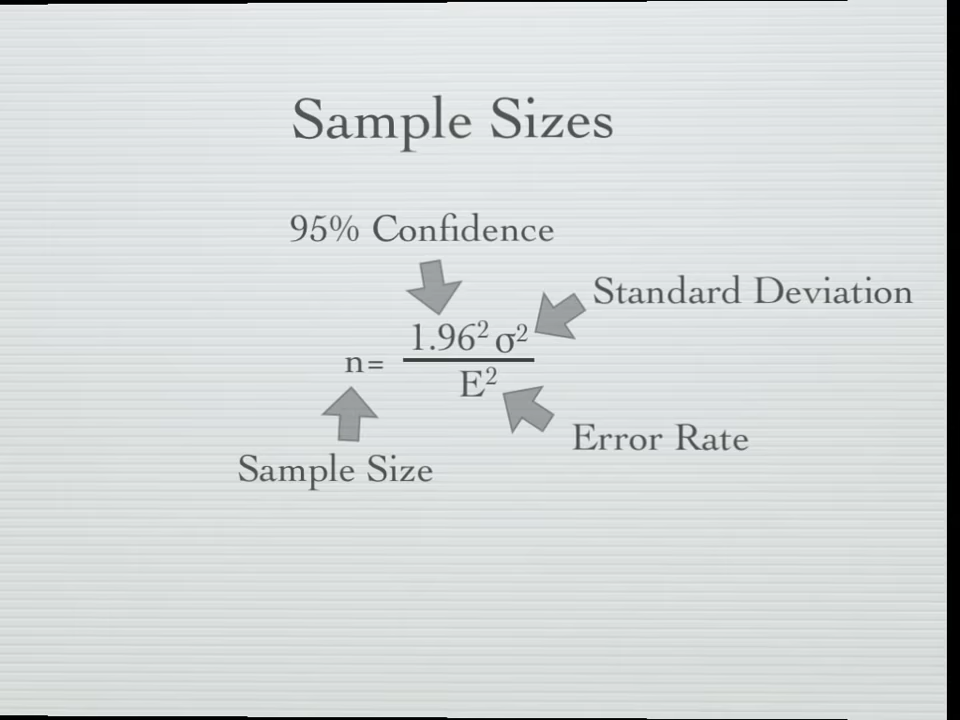 Sample Sizes
95% Confidence
Standard Deviation
n= 1.96² σ²
E²
Error Rate
Sample Size